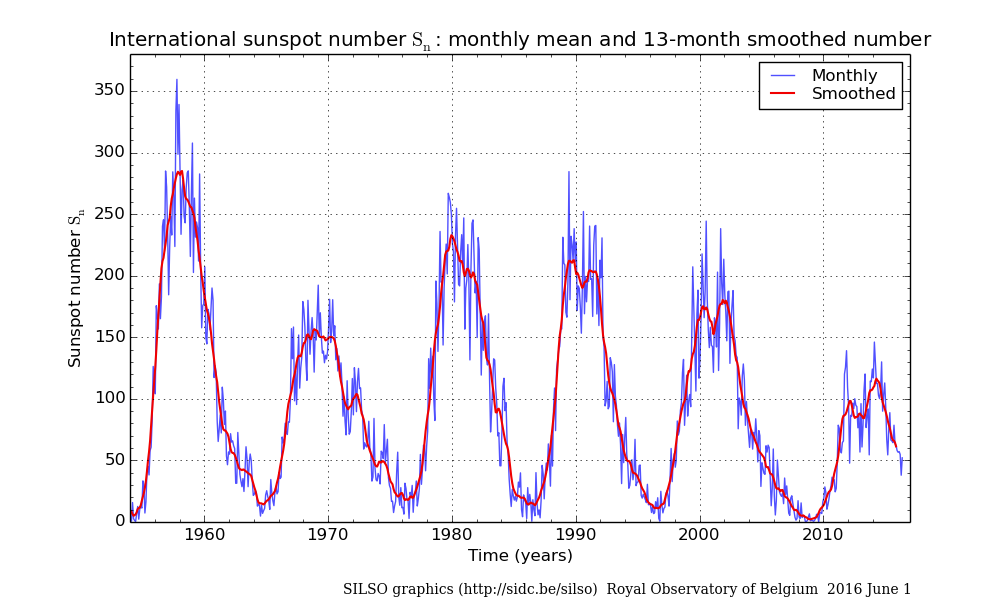 International sunspot number Sn : monthly mean and 13-month smoothed number
Monthly
Smoothed
Sunspot number Sn
350
300
250
200
150
100
50
0
1960 1970 1980 1990 2000 2010
Time (years)
SILSO graphics (http://sidc.be/silso) Royal Observatory of Belgium 2016 June 1